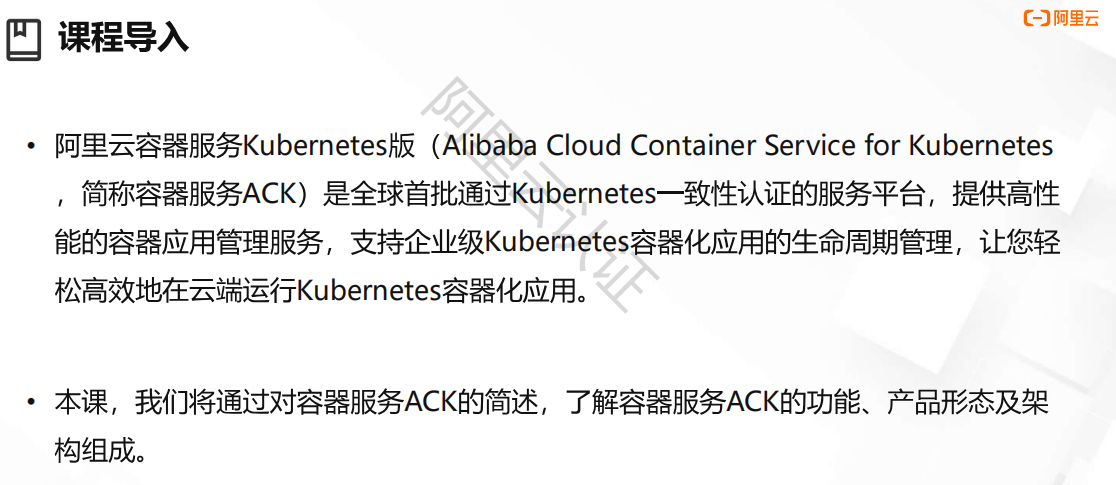 课程导入
阿里云
• 阿里云容器服务Kubernetes版（Alibaba Cloud Container Service for Kubernetes
，简称容器服务ACK）是全球首批通过Kubernetes一致性认证的服务平台，提供高性
能的容器应用管理服务，支持企业级Kubernetes容器化应用的生命周期管理，让您轻
松高效地在云端运行Kubernetes容器化应用。
• 本课，我们将通过对容器服务ACK的简述，了解容器服务ACK的功能、产品形态及架
构组成。
阿里云认证